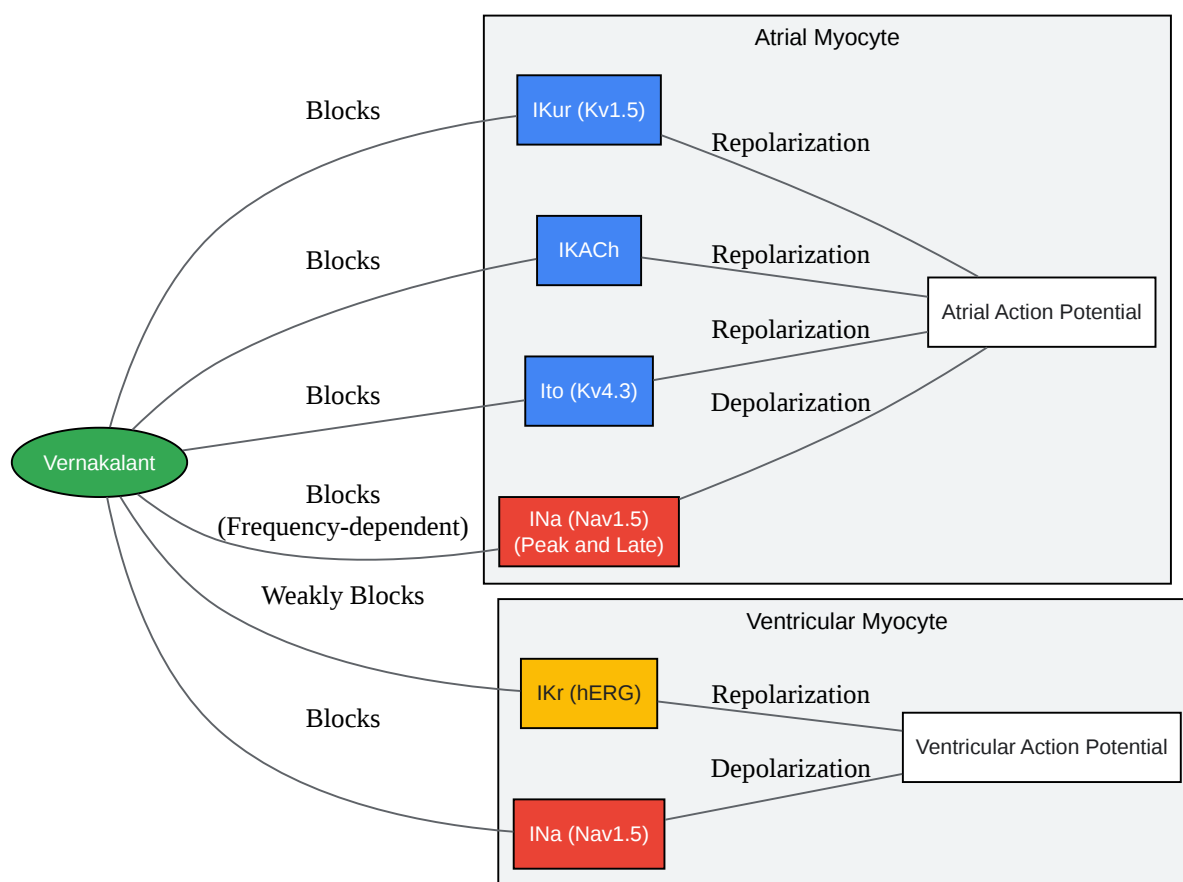 Atrial Myocyte
Blocks
IKur (Kv1.5)
Repolarization
Blocks
IKACh
Repolarization
Atrial Action Potential
Blocks
Ito (Kv4.3)
Repolarization
Depolarization
Vernakalant
Blocks
(Frequency-dependent)
INa (Nav1.5)
(Peak and Late)
Weakly Blocks
Ventricular Myocyte
IKr (hERG)
Repolarization
Blocks
Ventricular Action Potential
Depolarization
INa (Nav1.5)